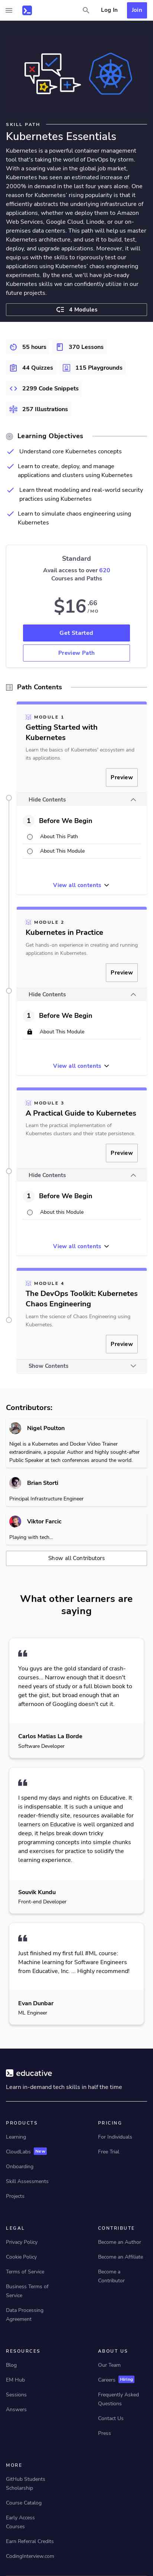 Log In
Join
SKILL PATH
Kubernetes Essentials
Kubernetes is a powerful container management
tool that's taking the world of DevOps by storm.
With a soaring value in the global job market,
Kubernetes has seen an estimated increase of
2000% in demand in the last four years alone. The
reason for Kubernetes' rising popularity is that it
efficiently abstracts the underlying infrastructure of
applications, whether we deploy them to Amazon
Web Services, Google Cloud, Linode, or our on-
premises data centers. This path will help us master
Kubernetes architecture, and use it to build, test,
deploy, and upgrade applications. Moreover, it will
equip us with the skills to rigorously test our
applications using Kubernetes' chaos engineering
prowess. By the end, we'll have job-ready
Kubernetes skills we can confidently utilize in our
future projects.
4 Modules
55 hours
370 Lessons
44 Quizzes
115 Playgrounds
2299 Code Snippets
257 Illustrations
Learning Objectives
Understand core Kubernetes concepts
Learn to create, deploy, and manage
applications and clusters using Kubernetes
Learn threat modeling and real-world security
practices using Kubernetes
Learn to simulate chaos engineering using
Kubernetes
Standard
Avail access to over 620
Courses and Paths
$16.66 /MO
Get Started
Preview Path
Path Contents
MODULE 1
Getting Started with
Kubernetes
Learn the basics of Kubernetes' ecosystem and
its applications.
Preview
Hide Contents
1 Before We Begin
About This Path
About This Module
View all contents
MODULE 2
Kubernetes in Practice
Get hands-on experience in creating and running
applications in Kubernetes.
Preview
Hide Contents
1 Before We Begin
About This Module
View all contents
MODULE 3
A Practical Guide to Kubernetes
Learn the practical implementation of
Kubernetes clusters and their state persistence.
Preview
Hide Contents
1 Before We Begin
About this Module
View all contents
MODULE 4
The DevOps Toolkit: Kubernetes
Chaos Engineering
Learn the science of Chaos Engineering using
Kubernetes.
Preview
Show Contents
Contributors:
Nigel Poulton
Nigel is a Kubernetes and Docker Video Trainer
extraordinaire, a popular Author and highly sought-after
Public Speaker at tech conferences around the world.
Brian Storti
Principal Infrastructure Engineer
Viktor Farcic
Playing with tech...
Show all Contributors
What other learners are
saying
You guys are the gold standard of crash-
courses... Narrow enough that it doesn't
need years of study or a full blown book to
get the gist, but broad enough that an
afternoon of Googling doesn't cut it.
Carlos Matias La Borde
Software Developer
I spend my days and nights on Educative. It
is indispensable. It is such a unique and
reader-friendly site, resources available for
learners on Educative is well organized and
deep, it helps break down tricky
programming concepts into simple chunks
and exercises for practice to solidify the
learning experience.
Souvik Kundu
Front-end Developer
Just finished my first full #ML course:
Machine learning for Software Engineers
from Educative, Inc. ... Highly recommend!
Evan Dunbar
ML Engineer
educative
Learn in-demand tech skills in half the time
PRODUCTS
PRICING
Learning
For Individuals
CloudLabs New
Free Trial
Onboarding
Skill Assessments
Projects
LEGAL
CONTRIBUTE
Privacy Policy
Become an Author
Cookie Policy
Become an Affiliate
Terms of Service
Become a
Contributor
Business Terms of
Service
Data Processing
Agreement
RESOURCES
ABOUT US
Blog
Our Team
EM Hub
Careers Hiring
Sessions
Frequently Asked
Questions
Answers
Contact Us
Press
MORE
GitHub Students
Scholarship
Course Catalog
Early Access
Courses
Earn Referral Credits
CodingInterview.com